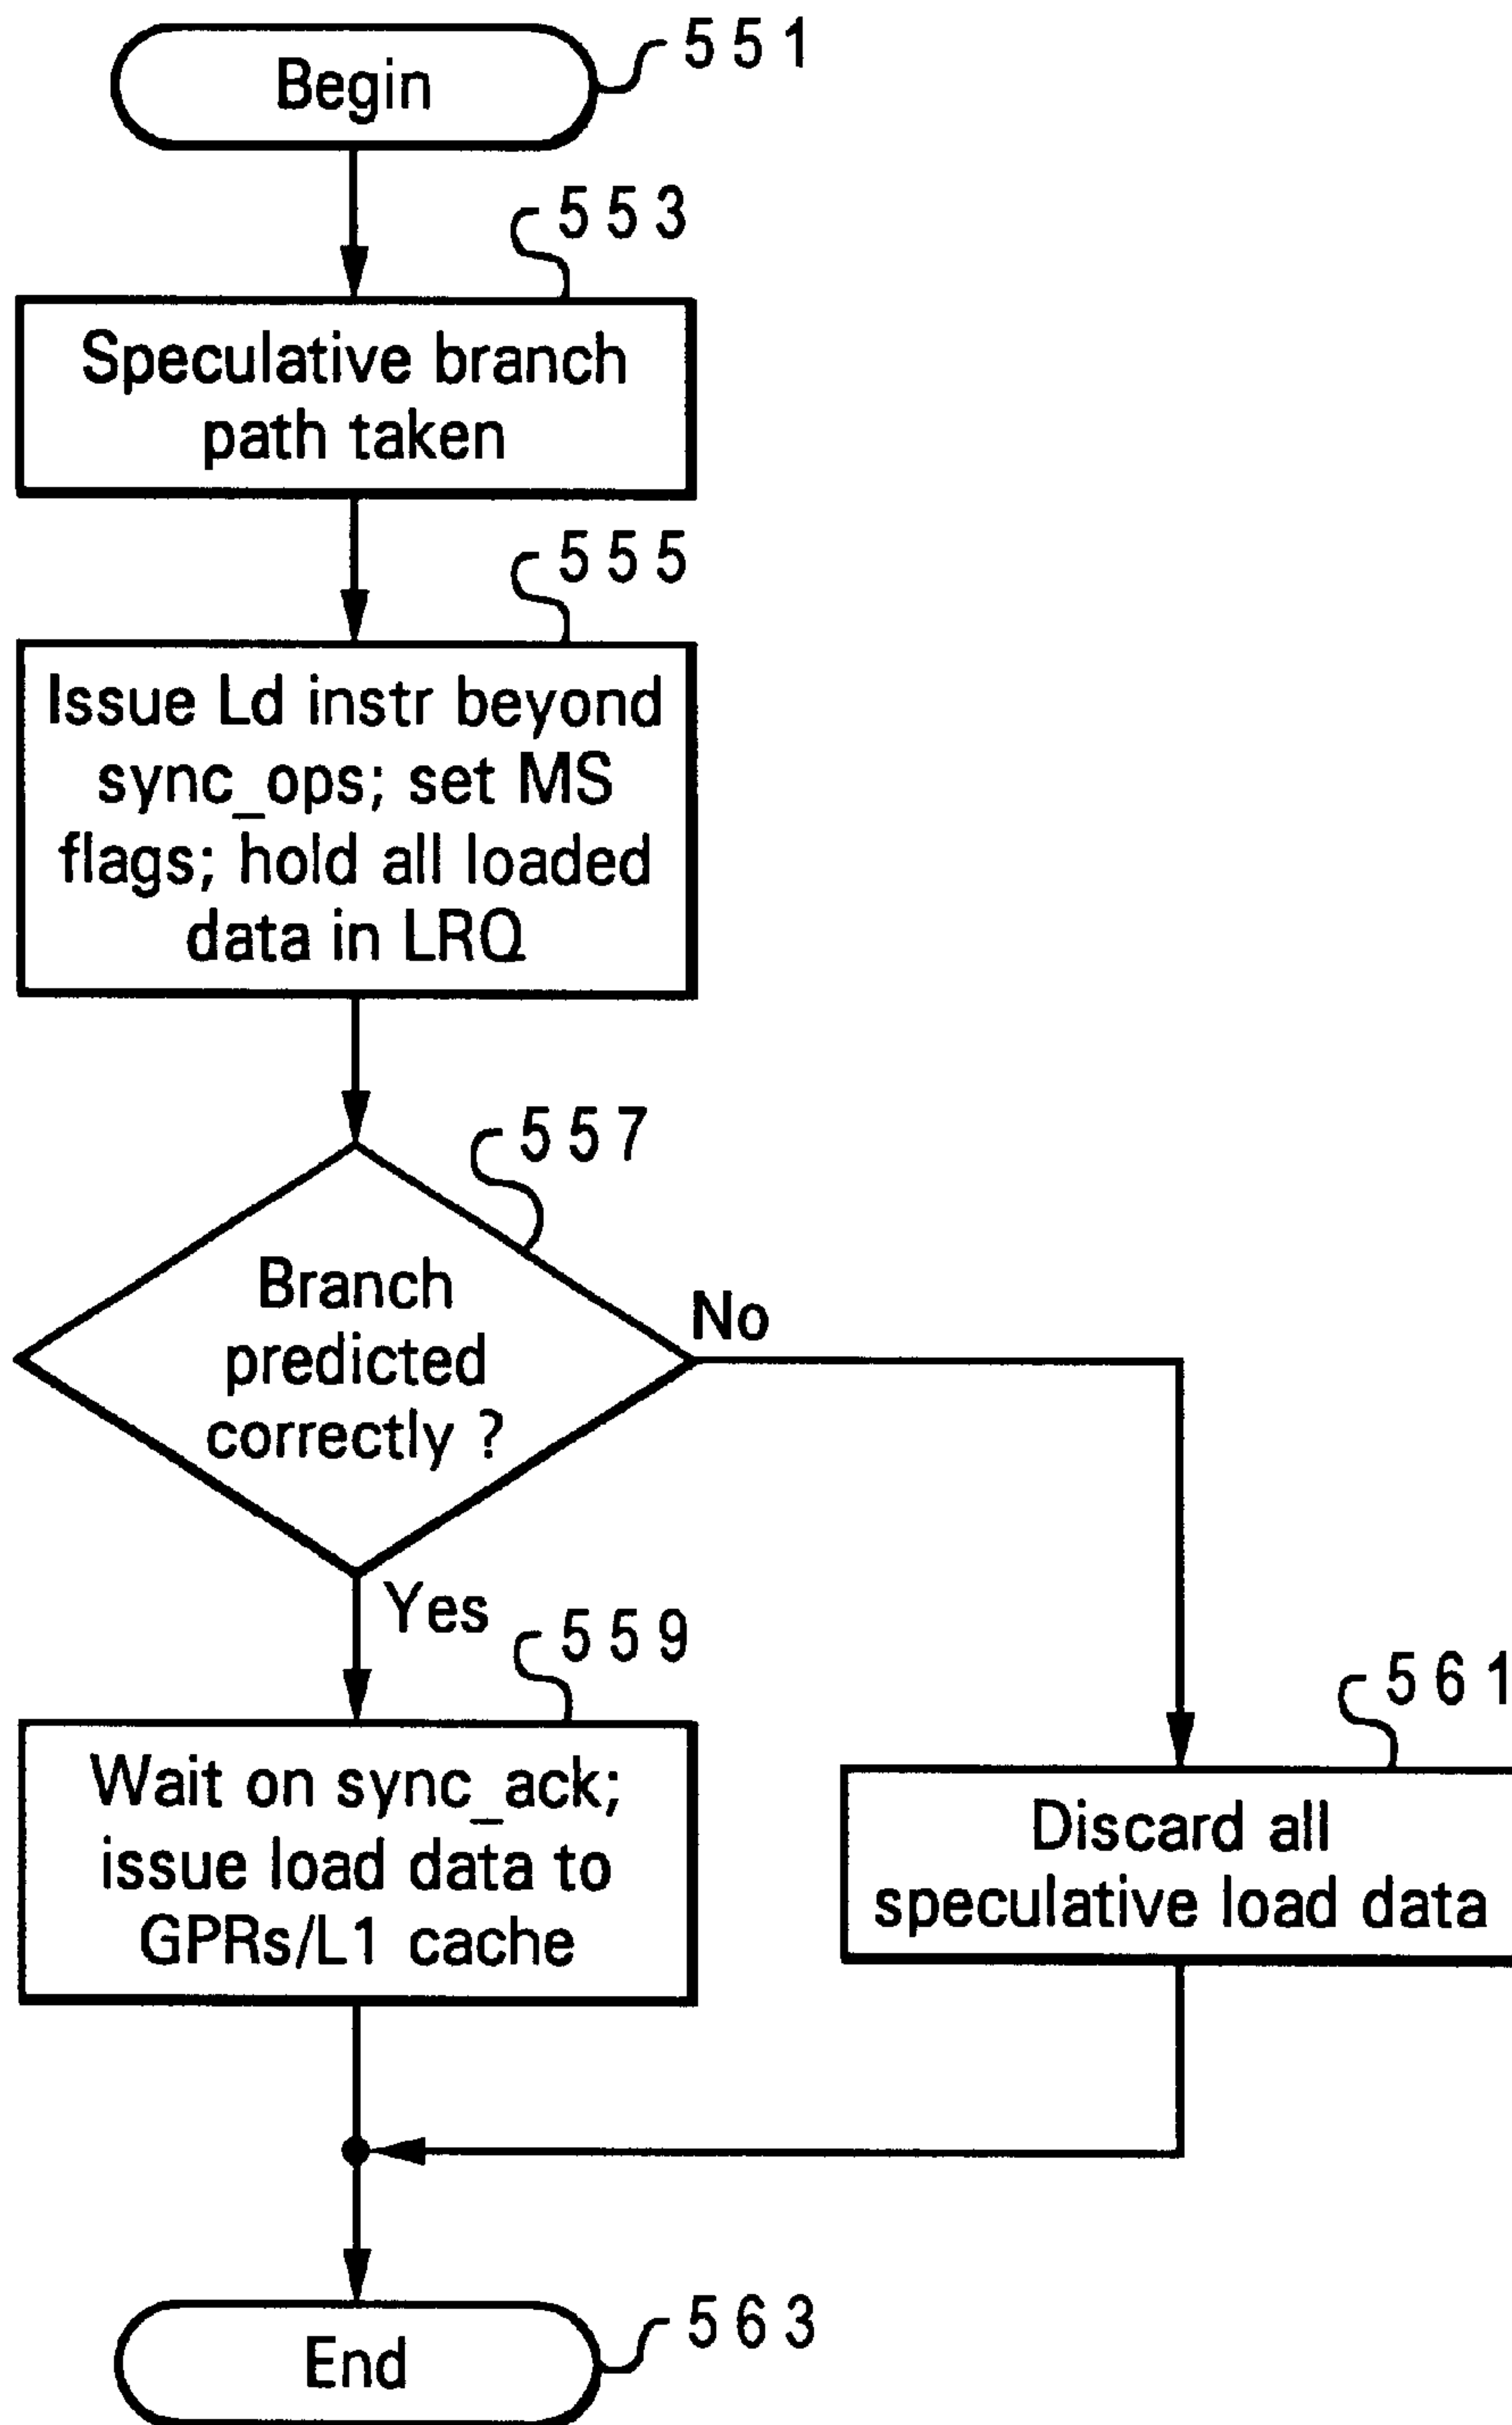 Begin
551
553
Speculative branch
path taken
555
Issue Ld instr beyond
sync_ops; set MS
flags; hold all loaded
data in LRQ
557
Branch
predicted
correctly ?
No
Yes
559
Wait on sync_ack;
issue load data to
GPRs/L1 cache
561
Discard all
speculative load data
End
563